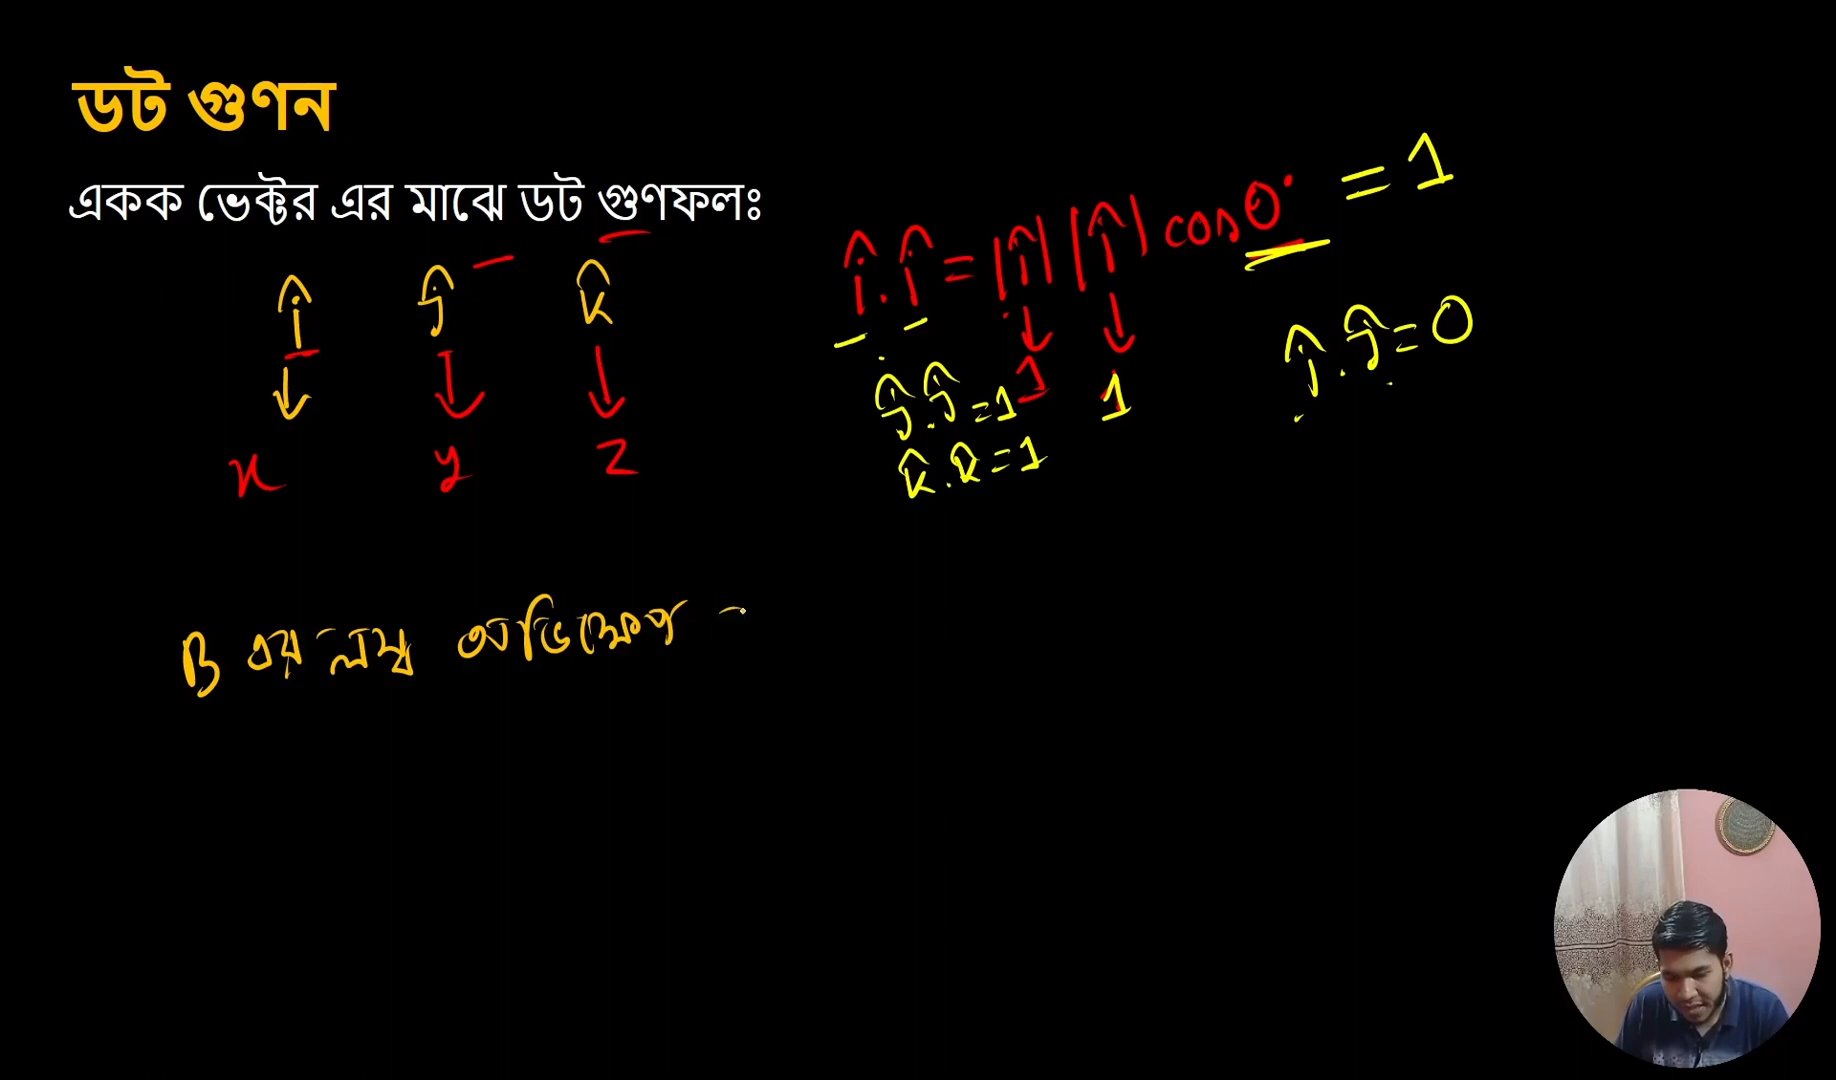 ডট গুণন
একক ভেক্টর এর মাঝে ডট গুণফলঃ
î ĵ k̂
x y z
î.î = |î| |î| cos0° = 1
1 1
ĵ.ĵ = 1
k̂.k̂ = 1
î.ĵ = 0
B এর লম্ব অভিক্ষেপ